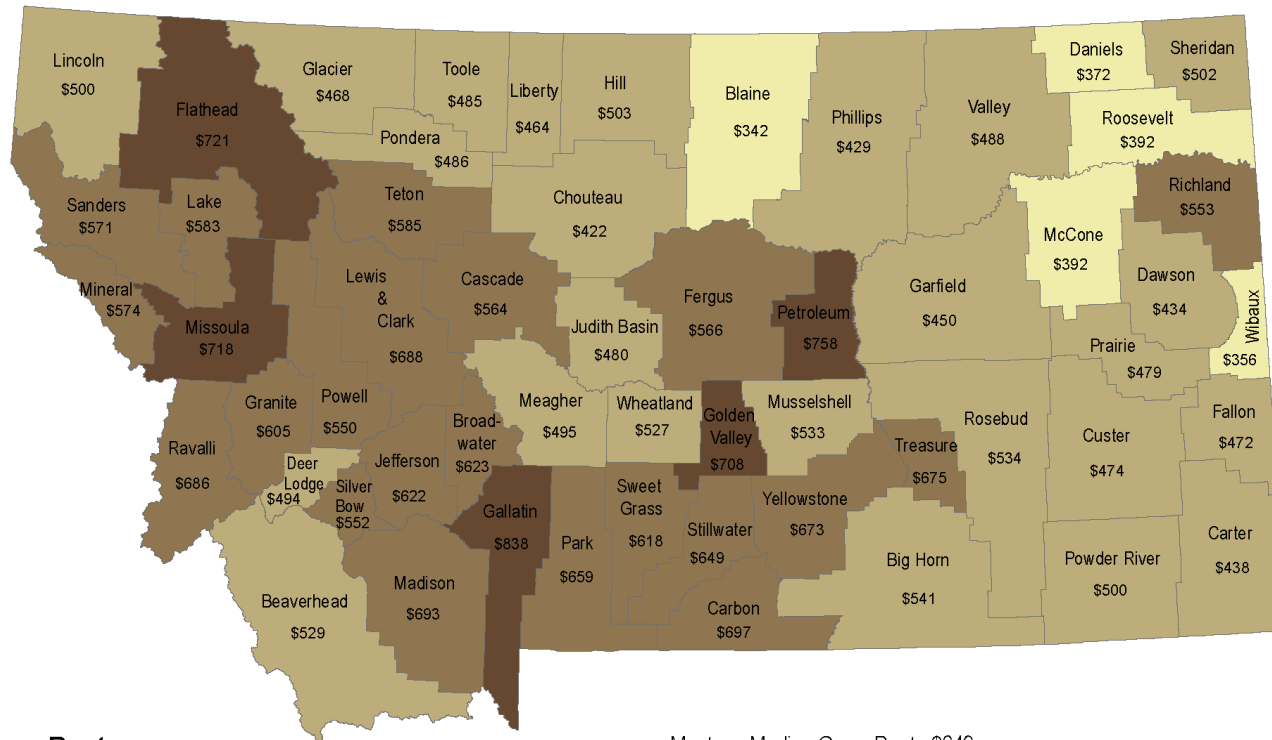 Lincoln
$500
Flathead
$721
Glacier
$468
Toole
$485
Liberty
$464
Hill
$503
Blaine
$342
Phillips
$429
Valley
$488
Daniels
$372
Sheridan
$502
Roosevelt
$392
Pondera
$486
Sanders
$571
Lake
$583
Teton
$585
Chouteau
$422
Richland
$553
McCone
$392
Dawson
$434
Wibaux
$356
Mineral
$574
Missoula
$718
Lewis
&
Clark
$688
Cascade
$564
Judith Basin
$480
Fergus
$566
Petroleum
$758
Garfield
$450
Prairie
$479
Ravalli
$686
Granite
$605
Powell
$550
Deer
Lodge
$494
Silver
Bow
$552
Jefferson
$622
Broad-
water
$623
Meagher
$495
Wheatland
$527
Golden
Valley
$708
Musselshell
$533
Treasure
$675
Rosebud
$534
Custer
$474
Fallon
$472
Beaverhead
$529
Madison
$693
Gallatin
$838
Park
$659
Sweet
Grass
$618
Stillwater
$649
Yellowstone
$673
Carbon
$697
Big Horn
$541
Powder River
$500
Carter
$438